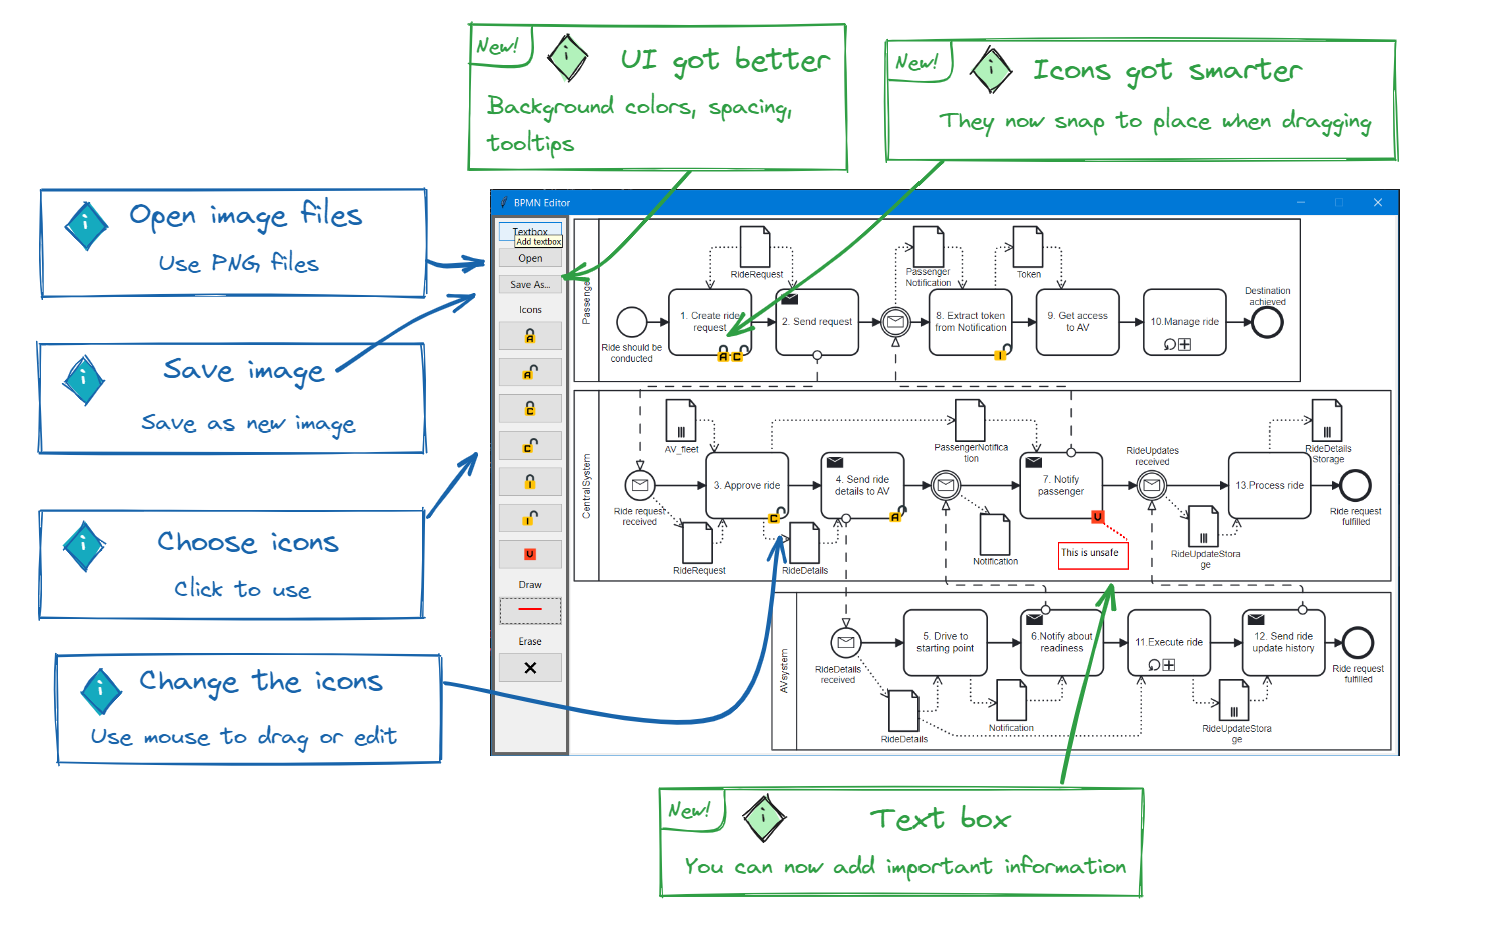 New!
UI got better
Background colors, spacing,
tooltips
New!
Icons got smarter
They now snap to place when dragging
Open image files
Use PNG files
Save image
Save as new image
Choose icons
Click to use
Change the icons
Use mouse to drag or edit
BPMN Editor
Textbox
Add textbox
Open
Save As...
Icons
A
A
C
C
I
I
U
Draw
Erase
Passenger
RideRequest
Passenger
Notification
Token
Destination
achieved
1. Create ride
request
2. Send request
8. Extract token
from Notification
9. Get access
to AV
10.Manage ride
Ride should be
conducted
A
C
I
CentralSystem
AV_fleet
PassengerNotifica
tion
RideUpdates
received
RideDetails
Storage
3. Approve ride
4. Send ride
details to AV
7. Notify
passenger
13.Process ride
Ride request
received
C
A
U
Ride request
fulfilled
RideRequest
RideDetails
Notification
This is unsafe
RideUpdateStora
ge
AVsystem
5. Drive to
starting point
6.Notify about
readiness
11.Execute ride
12. Send ride
update history
RideDetails
received
Ride request
fulfilled
RideDetails
Notification
RideUpdateStora
ge
New!
Text box
You can now add important information